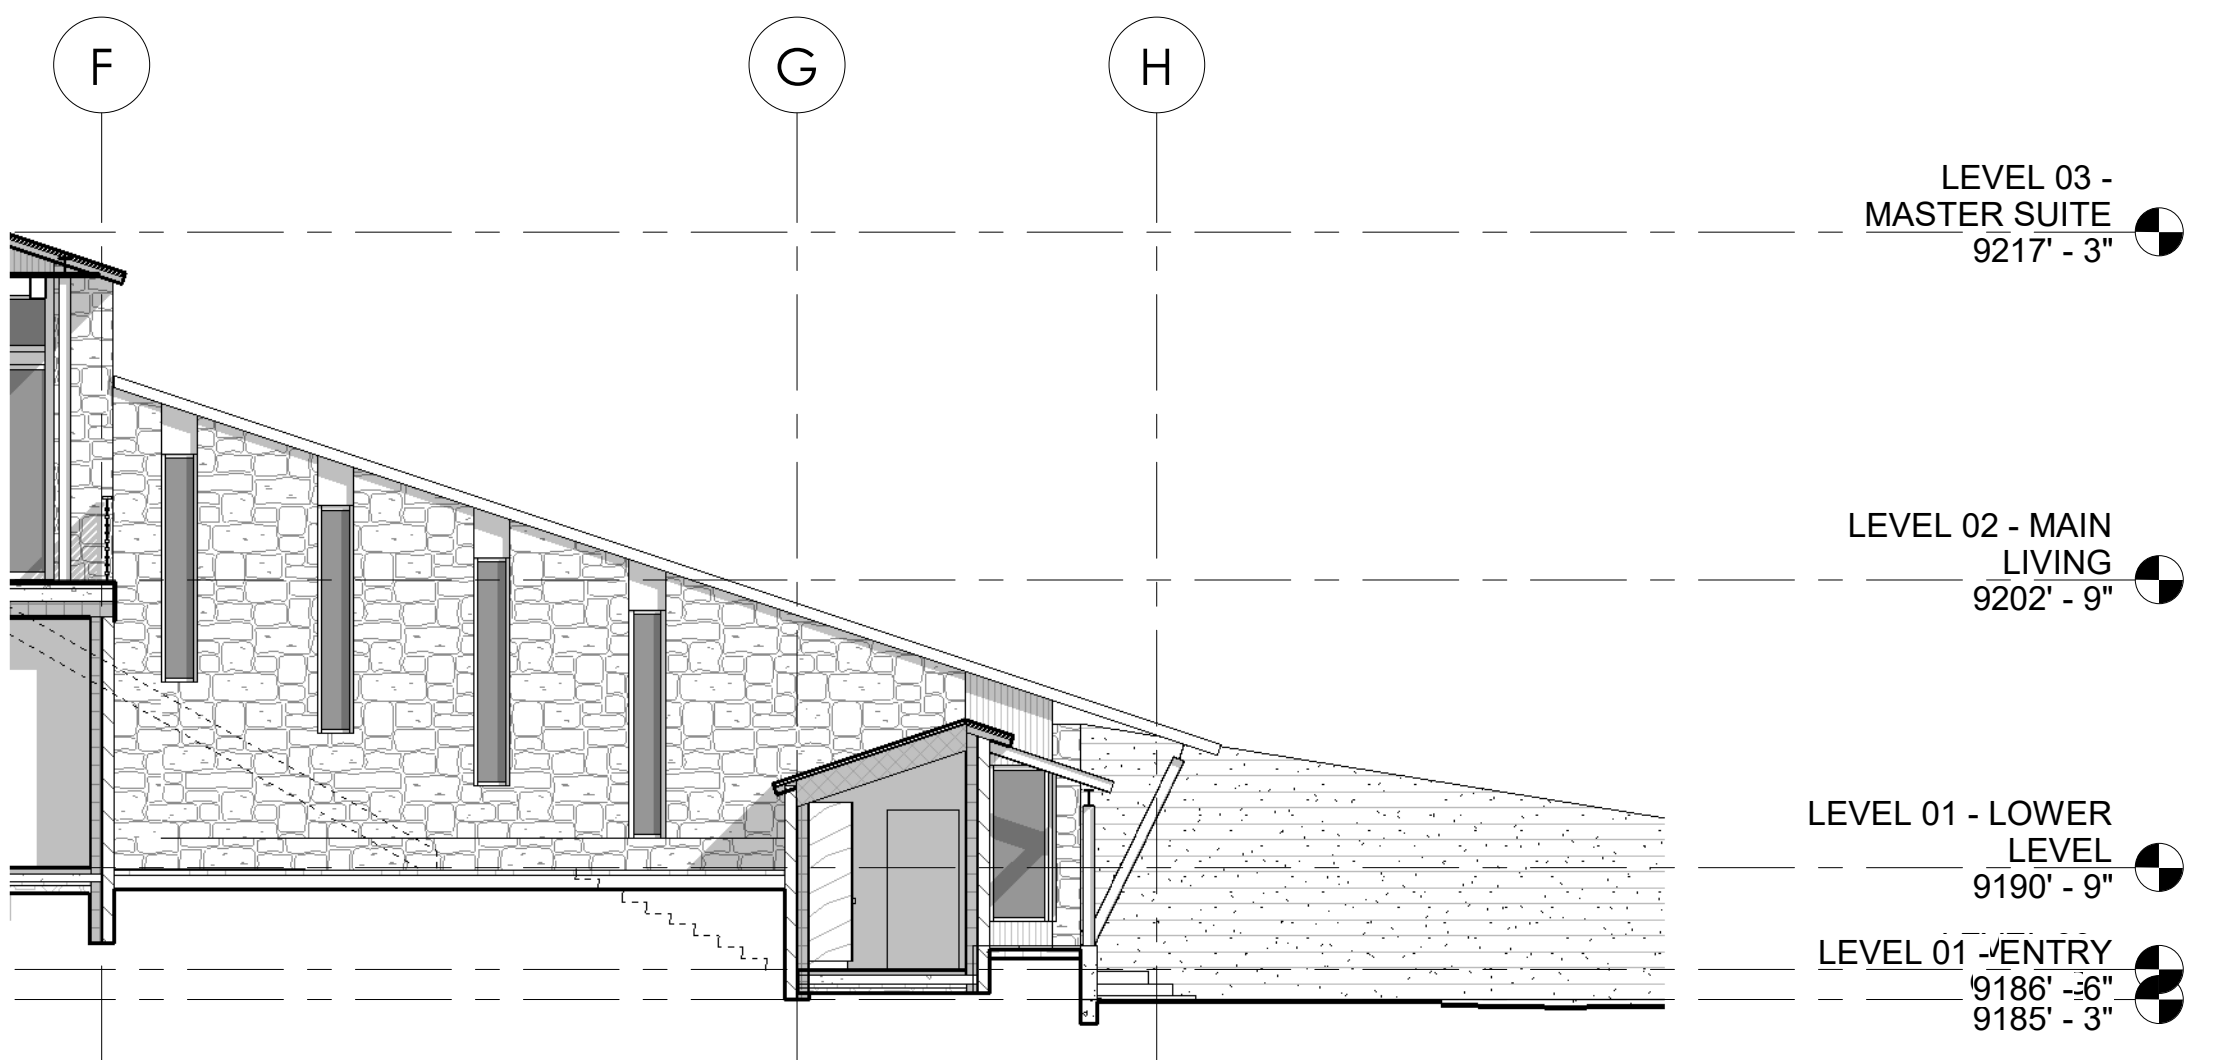 F
G
H
LEVEL 03 -
MASTER SUITE
9217' - 3"
LEVEL 02 - MAIN
LIVING
9202' - 9"
LEVEL 01 - LOWER
LEVEL
9190' - 9"
LEVEL 01 - ENTRY
9186' - 6"
9185' - 3"